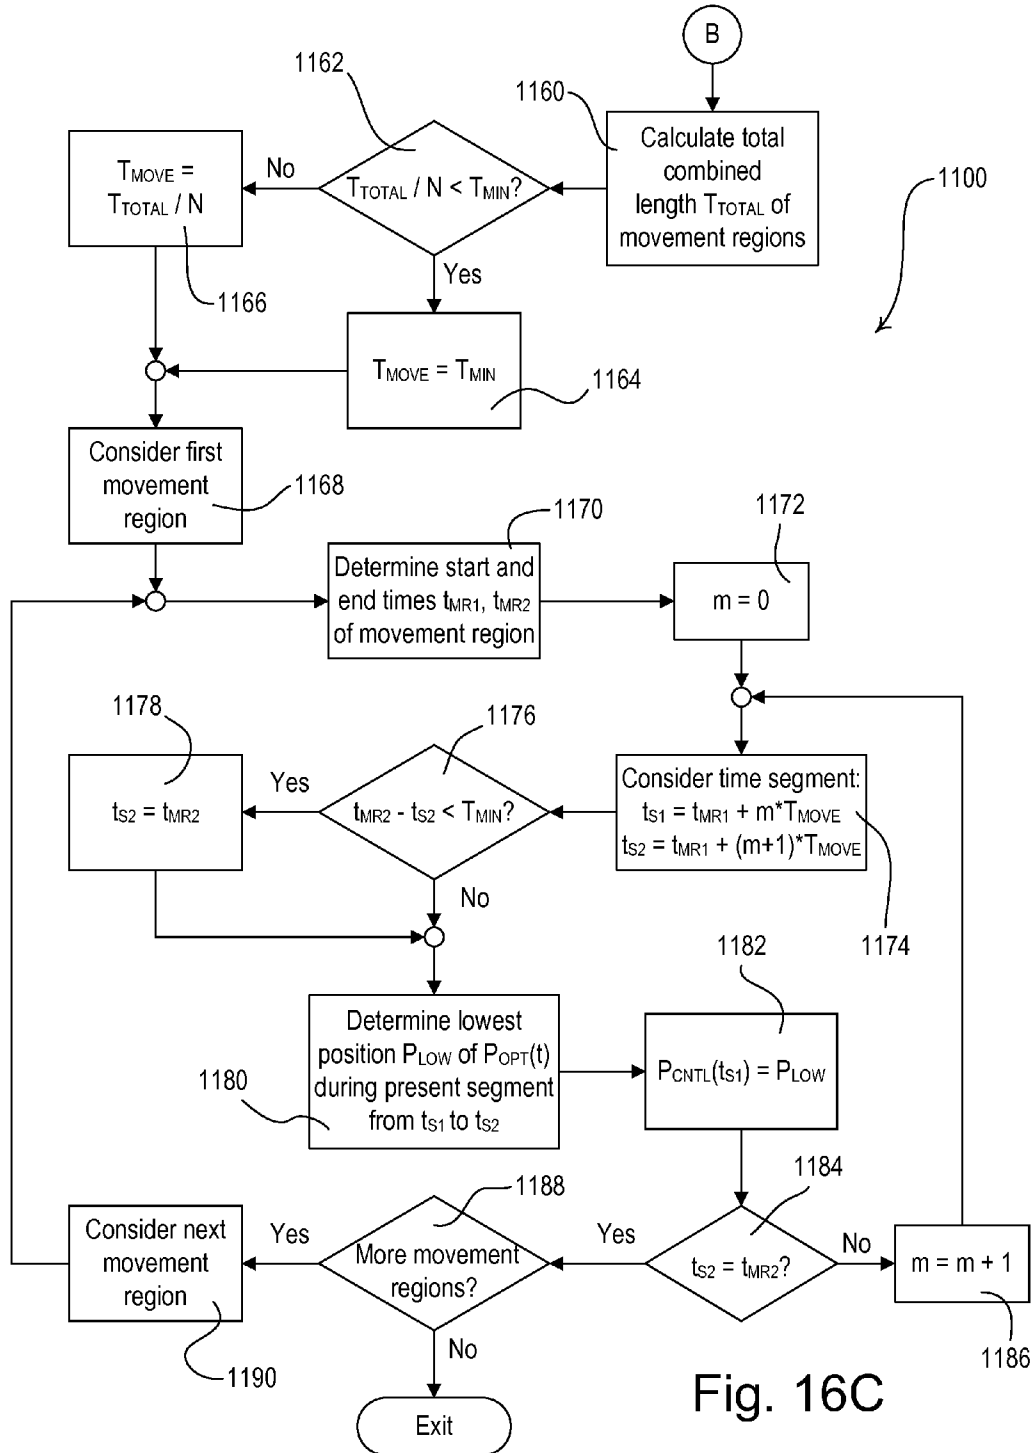 B
1162
1160
Calculate total
combined
length TTOTAL of
movement regions
TTOTAL / N < TMIN?
No
TMOVE =
TTOTAL / N
1100
Yes
1166
TMOVE = TMIN
1164
Consider first
movement
region
1168
1170
1172
Determine start and
end times tMR1, tMR2
of movement region
m = 0
1178
1176
Yes
tS2 = tMR2
tMR2 - tS2 < TMIN?
Consider time segment:
tS1 = tMR1 + m*TMOVE
tS2 = tMR1 + (m+1)*TMOVE
No
1174
1182
Determine lowest
position PLOW of POPT(t)
during present segment
from tS1 to tS2
PCNTL(tS1) = PLOW
1180
1184
1188
Consider next
movement
region
Yes
More movement
regions?
Yes
tS2 = tMR2?
No
m = m + 1
1190
No
1186
Exit
Fig. 16C